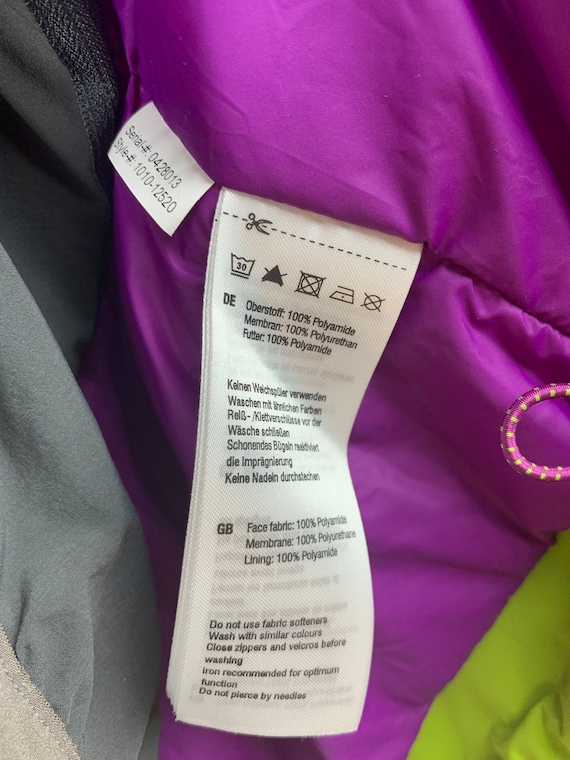 Serial-#: 0428013
Style-#: 1010-12520
30
DE Oberstoff: 100% Polyamide
Membran: 100% Polyurethan
Futter: 100% Polyamide
Keinen Weichspüler verwenden
Waschen mit ähnlichen Farben
Reiß- /Klettverschlüsse vor der
Wäsche schließen
Schonendes Bügeln reaktiviert
die Imprägnierung
Keine Nadeln durchstechen
GB Face fabric: 100% Polyamide
Membrane: 100% Polyurethane
Lining: 100% Polyamide
Do not use fabric softeners
Wash with similar colours
Close zippers and velcros before
washing
Iron recommended for optimum
function
Do not pierce by needles